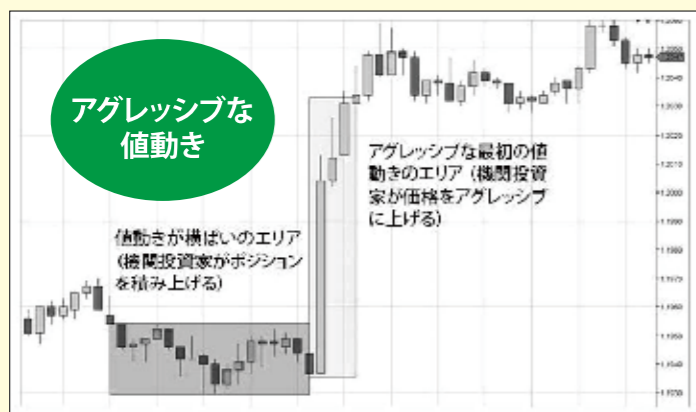 アグレッシブな
値動き
アグレッシブな最初の値
動きのエリア（機関投資
家が価格をアグレッシブ
に上げる）
値動きが横ばいのエリア
（機関投資家がポジション
を積み上げる）